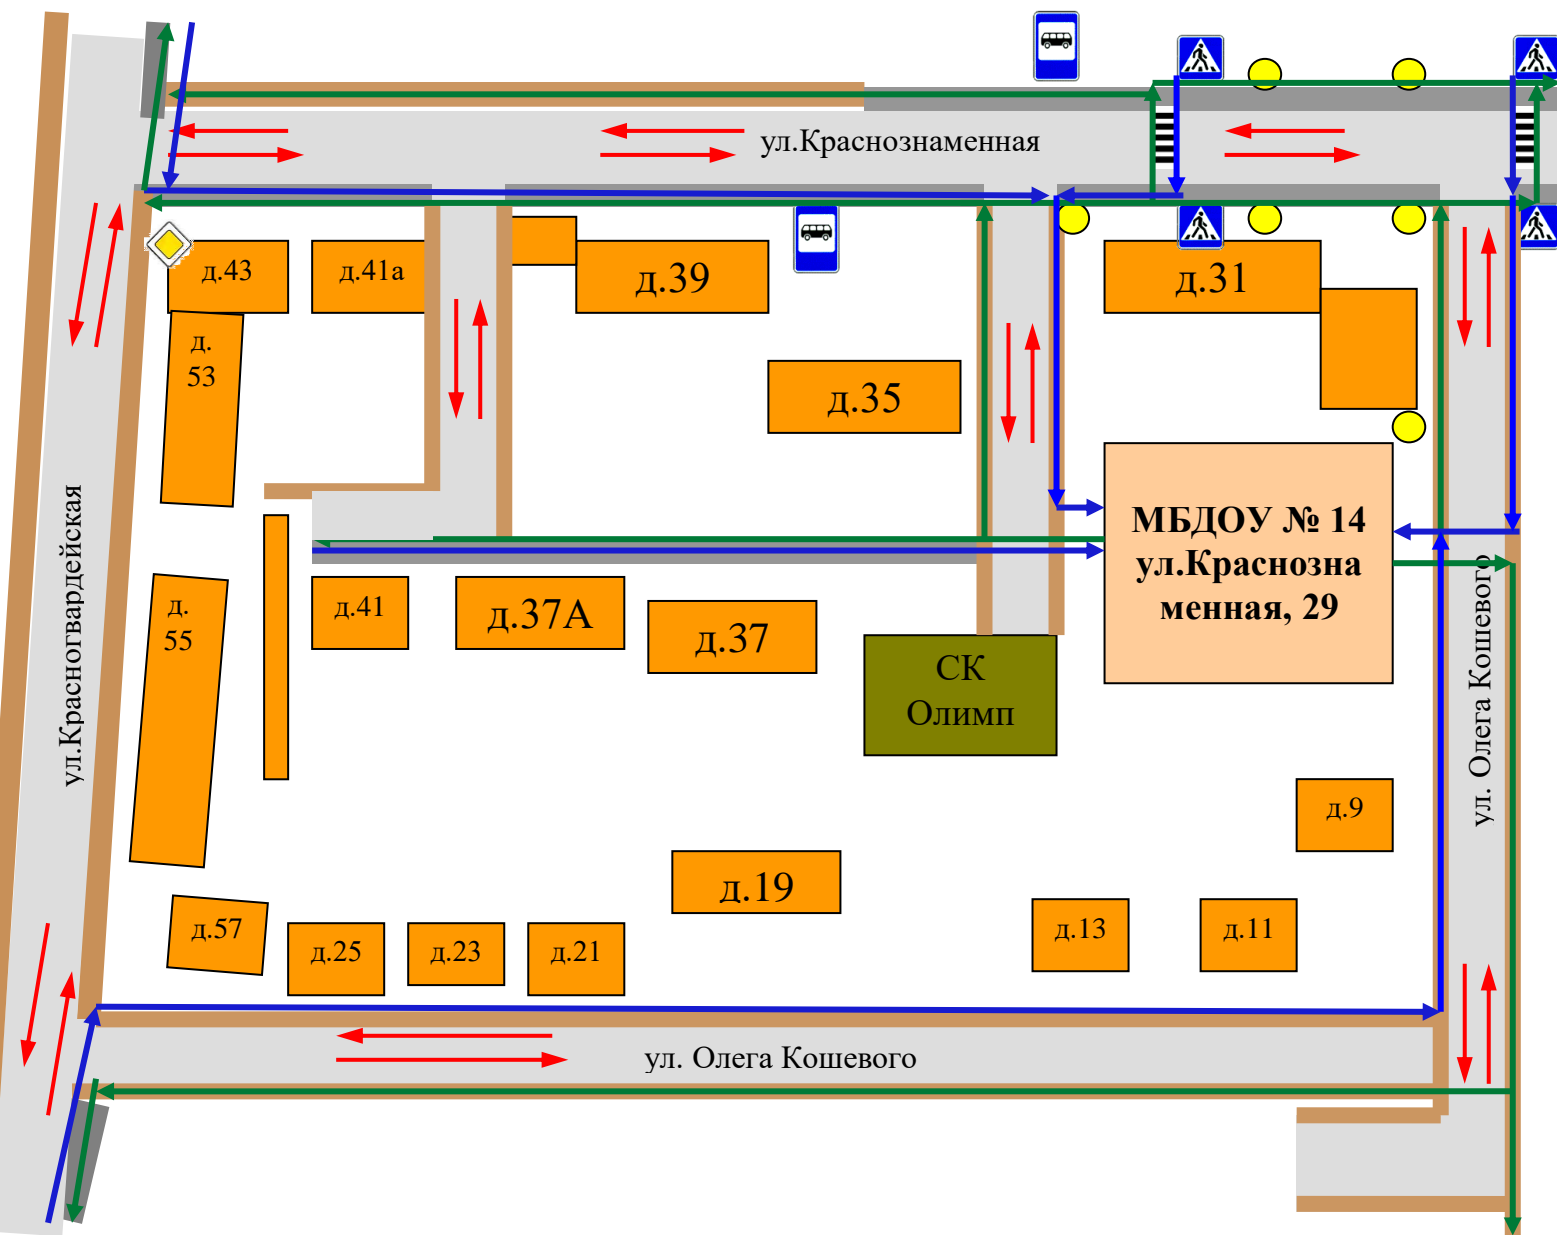 ул.Краснознаменная
д.43
д.41а
д.39
д.31
д.
53
д.35
ул.Красногвардейская
МБДОУ № 14
ул.Краснозна
менная, 29
д.
55
д.41
д.37А
д.37
СК
Олимп
ул. Олега Кошевого
д.9
д.19
д.57
д.25
д.23
д.21
д.13
д.11
ул. Олега Кошевого